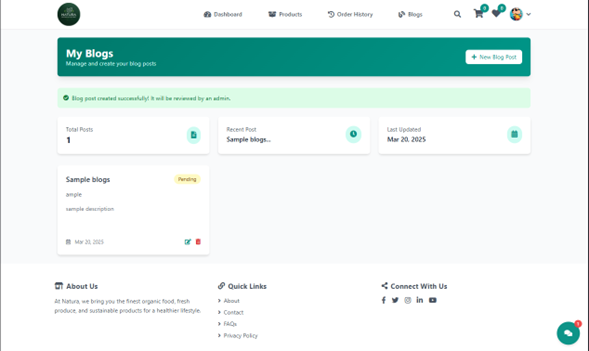 Dashboard
Products
Order History
Blogs
My Blogs
Manage and create your blog posts
+ New Blog Post
Blog post created successfully! It will be reviewed by an admin.
Total Posts
1
Recent Post
Sample blogs...
Last Updated
Mar 20, 2025
Sample blogs
Pending
ample
sample description
Mar 20, 2025
About Us
At Natura, we bring you the finest organic food, fresh
produce, and sustainable products for a healthier lifestyle.
Quick Links
About
Contact
FAQs
Privacy Policy
Connect With Us